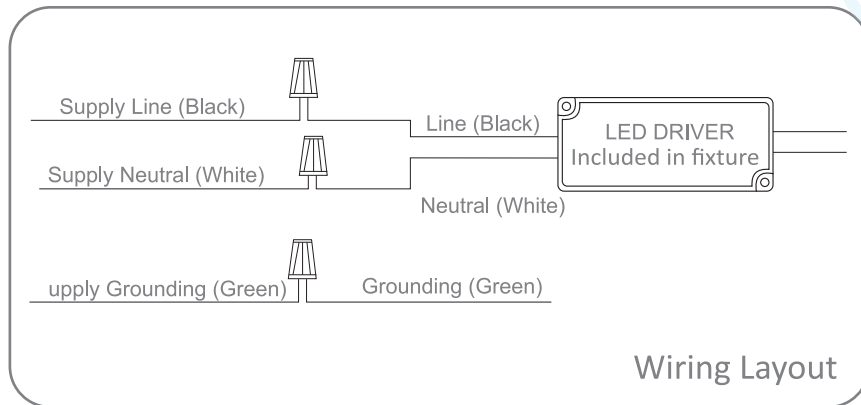 Supply Line (Black)
Line (Black)
LED DRIVER
Included in fixture
Supply Neutral (White)
Neutral (White)
upply Grounding (Green)
Grounding (Green)
Wiring Layout